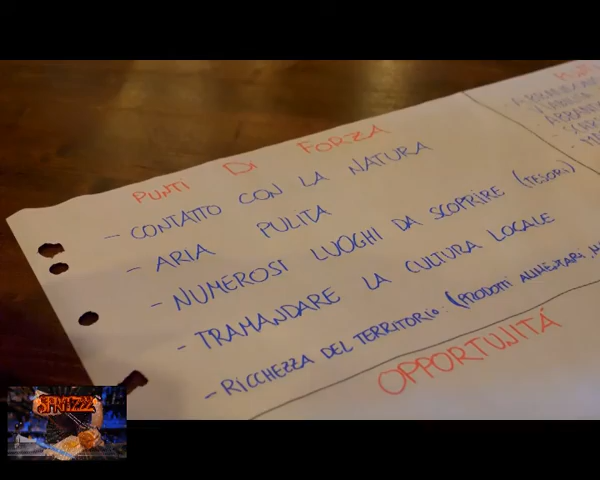 PUNTI DI FORZA
- CONTATTO CON LA NATURA
- ARIA PULITA
- NUMEROSI LUOGHI DA SCOPRIRE (TESORI)
- TRAMANDARE LA CULTURA LOCALE
- RICCHEZZA DEL TERRITORIO: (PRODOTTI ALIMENTARI,
OPPORTUNITÁ